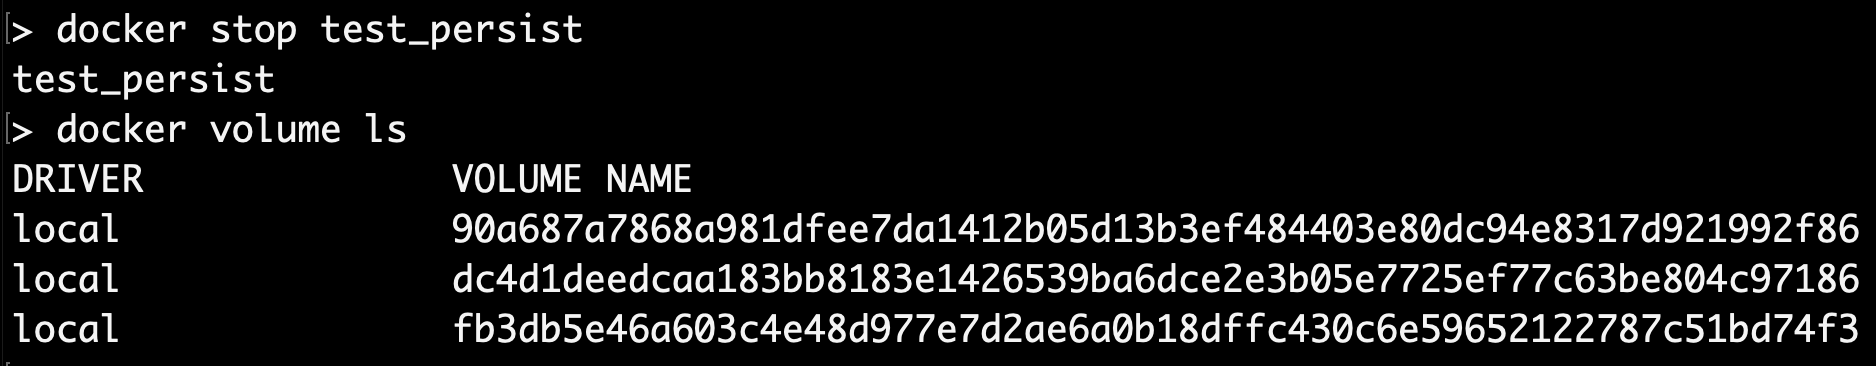 > docker stop test_persist
test_persist
> docker volume ls
DRIVER              VOLUME NAME
local               90a687a7868a981dfee7da1412b05d13b3ef484403e80dc94e8317d921992f86
local               dc4d1deedcaa183bb8183e1426539ba6dce2e3b05e7725ef77c63be804c97186
local               fb3db5e46a603c4e48d977e7d2ae6a0b18dffc430c6e59652122787c51bd74f3